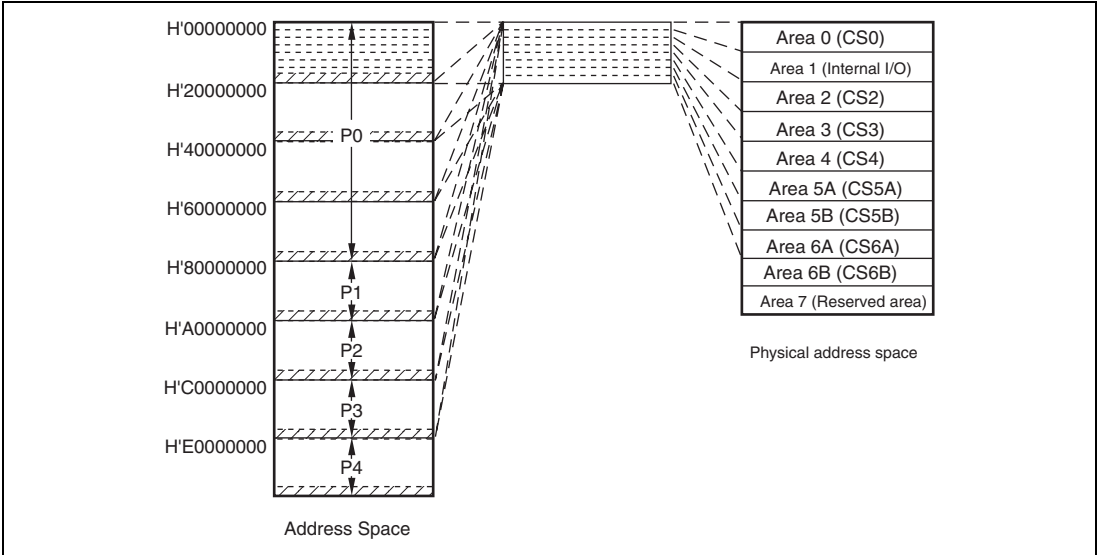 H'00000000
H'20000000
H'40000000
H'60000000
H'80000000
H'A0000000
H'C0000000
H'E0000000
P0
P1
P2
P3
P4
Address Space
Area 0 (CS0)
Area 1 (Internal I/O)
Area 2 (CS2)
Area 3 (CS3)
Area 4 (CS4)
Area 5A (CS5A)
Area 5B (CS5B)
Area 6A (CS6A)
Area 6B (CS6B)
Area 7 (Reserved area)
Physical address space